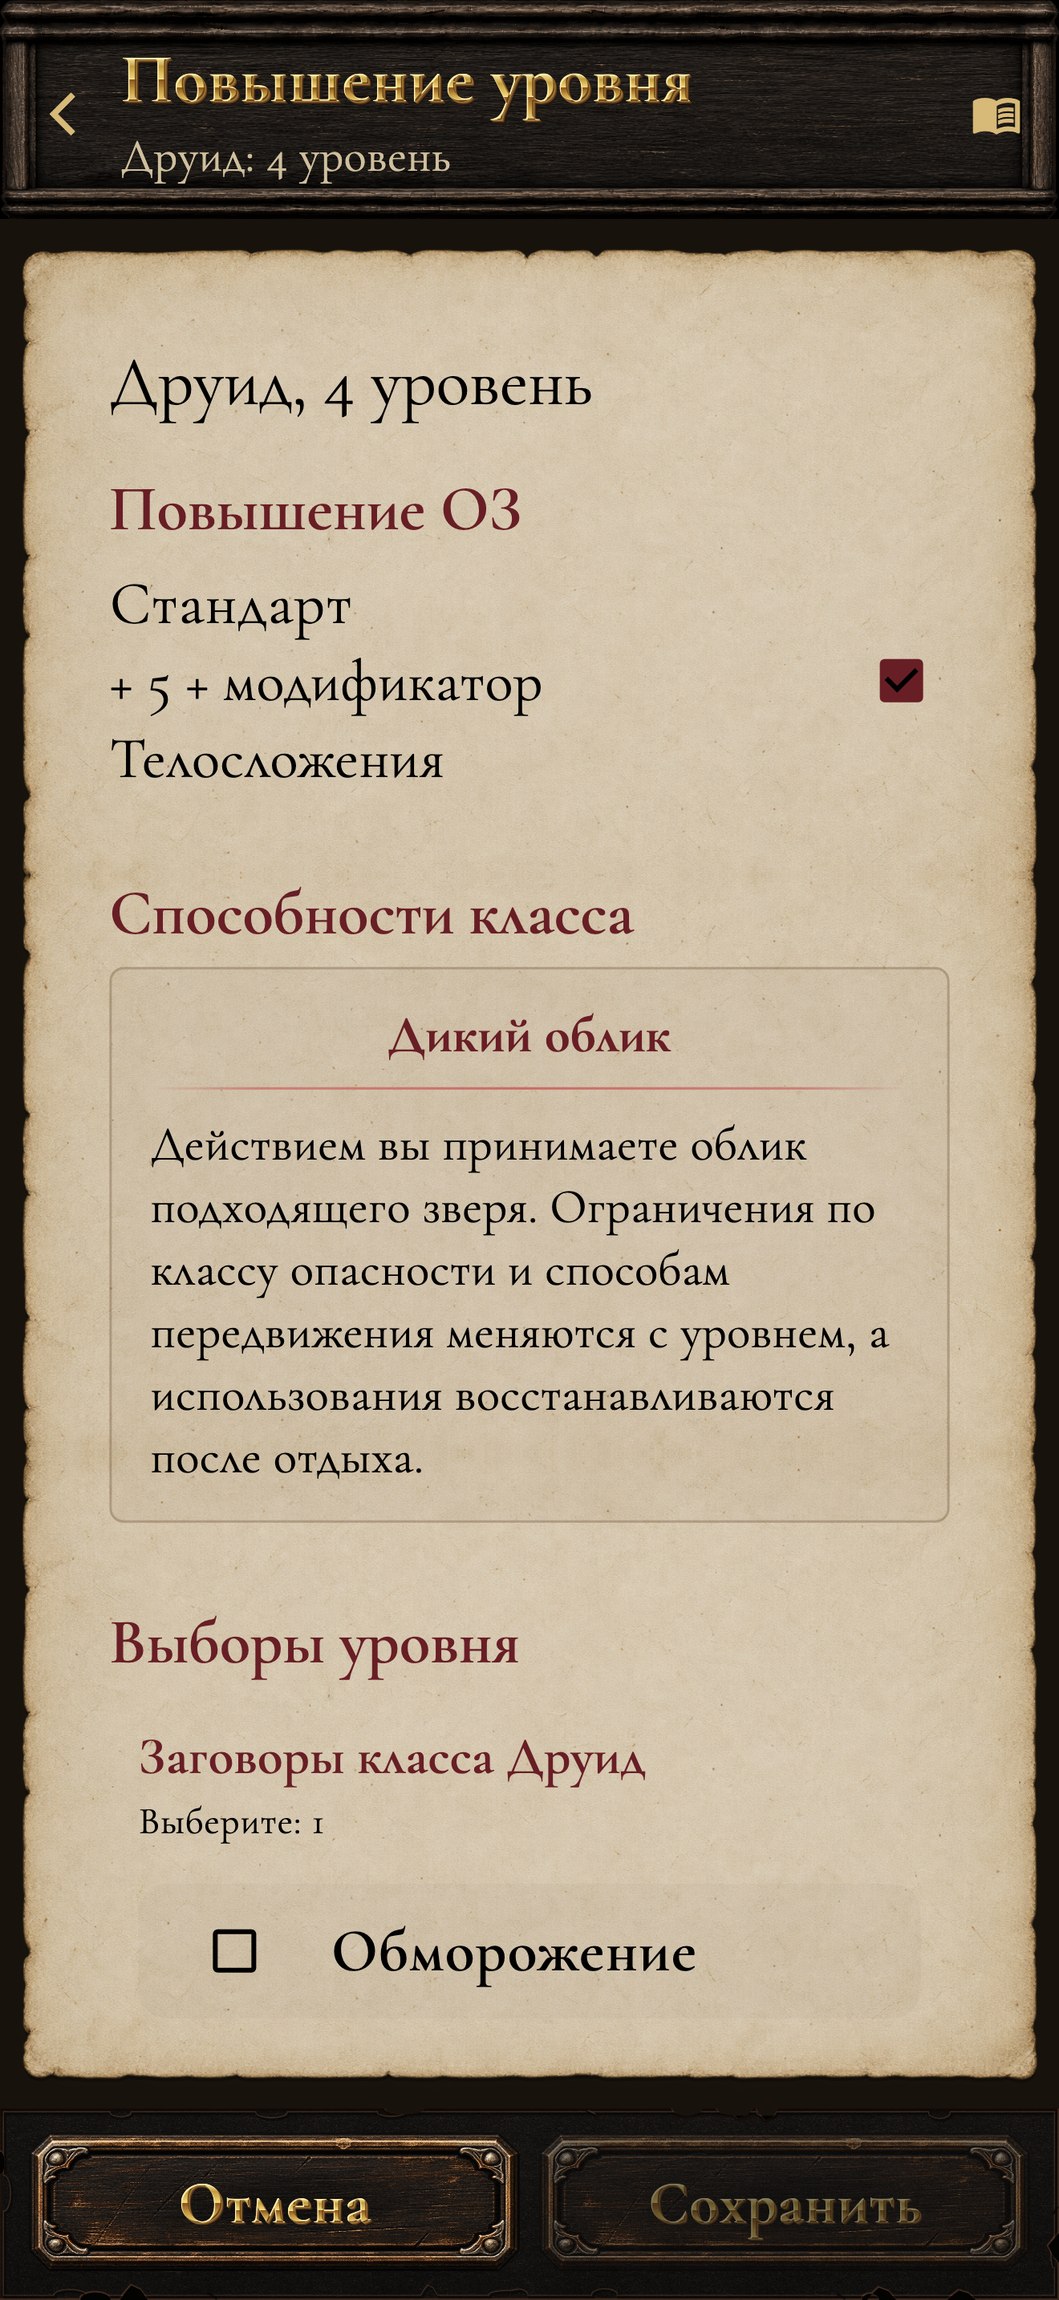 Повышение уровня
Друид: 4 уровень
Друид, 4 уровень
Повышение ОЗ
Стандарт
+ 5 + модификатор
Телосложения
Способности класса
Дикий облик
Действием вы принимаете облик
подходящего зверя. Ограничения по
классу опасности и способам
передвижения меняются с уровнем, а
использования восстанавливаются
после отдыха.
Выборы уровня
Заговоры класса Друид
Выберите: 1
Обморожение
Отмена
Сохранить